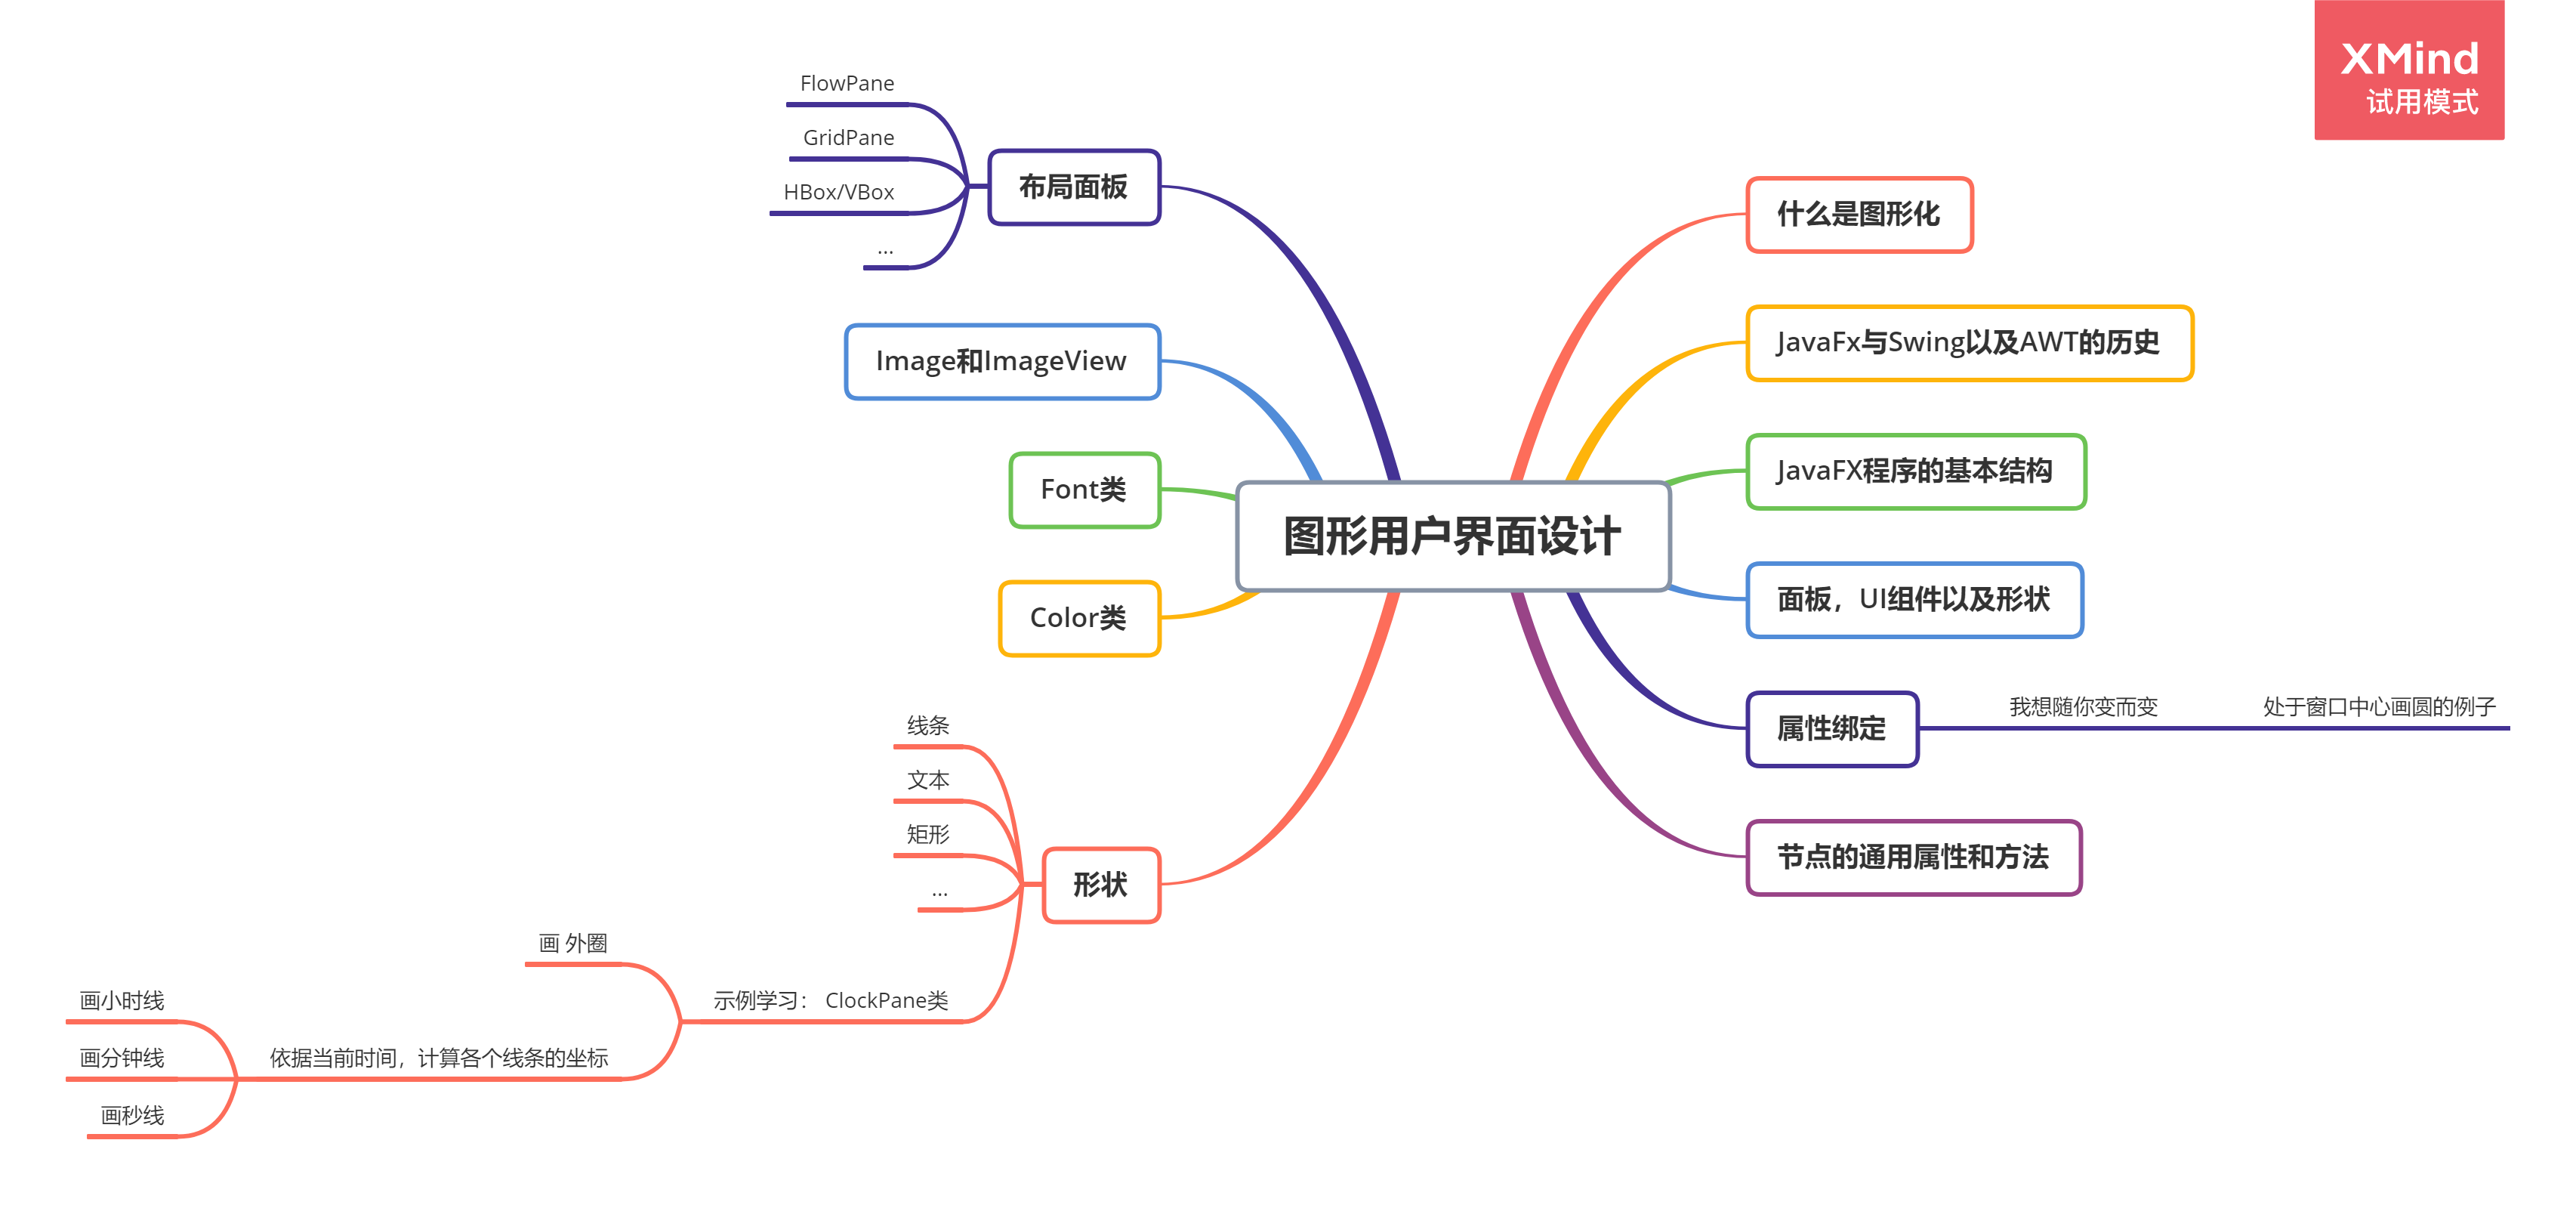 XMind
试用模式
图形用户界面设计
什么是图形化
JavaFx与Swing以及AWT的历史
JavaFX程序的基本结构
面板，UI组件以及形状
属性绑定
我想随你变而变
处于窗口中心画圆的例子
节点的通用属性和方法
布局面板
FlowPane
GridPane
HBox/VBox
...
Image和ImageView
Font类
Color类
形状
线条
文本
矩形
...
示例学习： ClockPane类
画 外圈
依据当前时间，计算各个线条的坐标
画小时线
画分钟线
画秒线